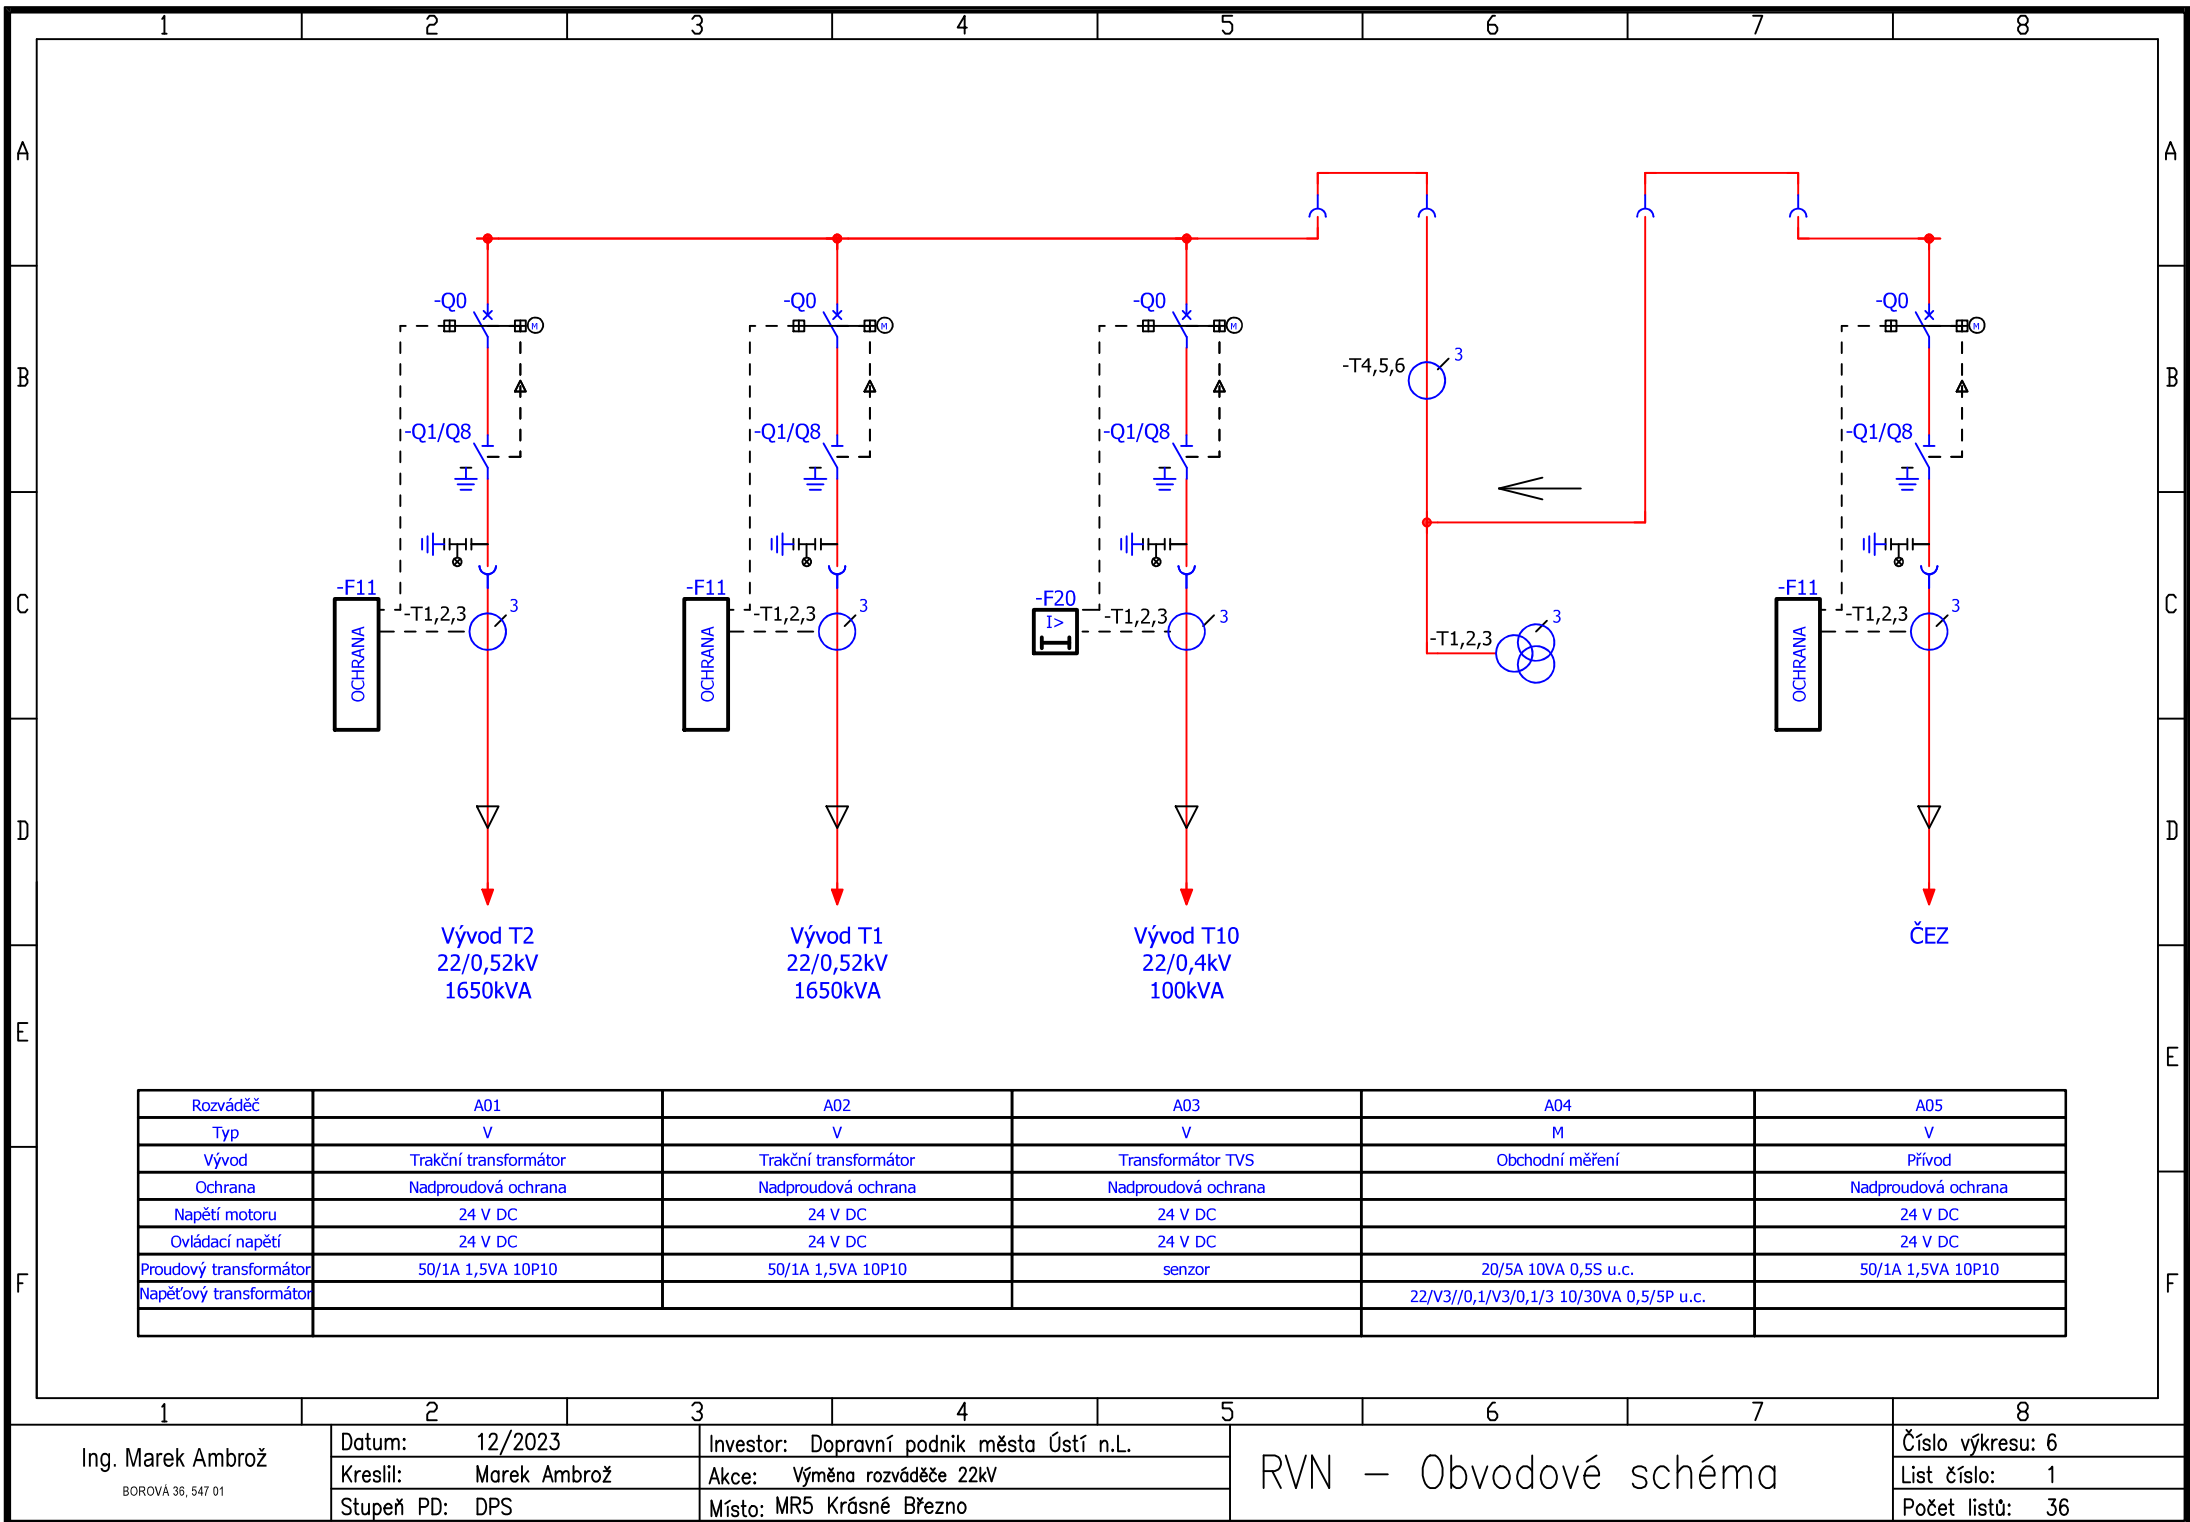 1 2 3 4 5 6 7 8
A A
-Q0 -Q0 -Q0 -Q0
M M M M
-T4,5,6 3
B B
-Q1/Q8 -Q1/Q8 -Q1/Q8 -Q1/Q8
-F11 -F11 -F20 -F11
C C
-T1,2,3 3 -T1,2,3 3 -T1,2,3 3 -T1,2,3 3 -T1,2,3 3
I>
OCHRANA OCHRANA OCHRANA
D D
Vývod T2 Vývod T1 Vývod T10 ČEZ
22/0,52kV 22/0,52kV 22/0,4kV
1650kVA 1650kVA 100kVA
E E
Rozváděč A01 A02 A03 A04 A05
Typ V V V M V
Vývod Trakční transformátor Trakční transformátor Transformátor TVS Obchodní měření Přívod
Ochrana Nadproudová ochrana Nadproudová ochrana Nadproudová ochrana Nadproudová ochrana
Napětí motoru 24 V DC 24 V DC 24 V DC 24 V DC
Ovládací napětí 24 V DC 24 V DC 24 V DC 24 V DC
Proudový transformátor 50/1A 1,5VA 10P10 50/1A 1,5VA 10P10 senzor 20/5A 10VA 0,5S u.c. 50/1A 1,5VA 10P10
F F
Napěťový transformátor 22/V3//0,1/V3/0,1/3 10/30VA 0,5/5P u.c.
1 2 3 4 5 6 7 8
Ing. Marek Ambrož
BOROVÁ 36, 547 01
Datum: 12/2023
Kreslil: Marek Ambrož
Stupeň PD: DPS
Investor: Dopravní podnik města Ústí n.L.
Akce: Výměna rozváděče 22kV
Místo: MR5 Krásné Březno
RVN – Obvodové schéma
Číslo výkresu: 6
List číslo: 1
Počet listů: 36